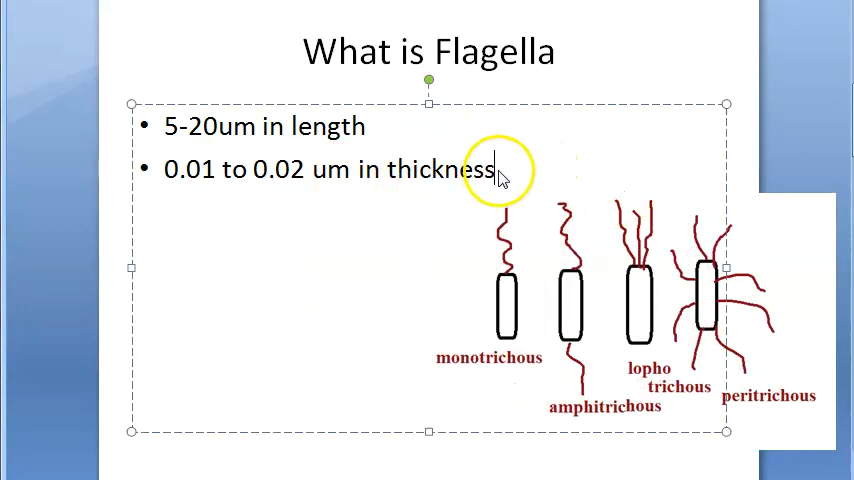 What is Flagella
• 5-20um in length
• 0.01 to 0.02 um in thickness
monotrichous
amphitrichous
lopho
trichous
peritrichous